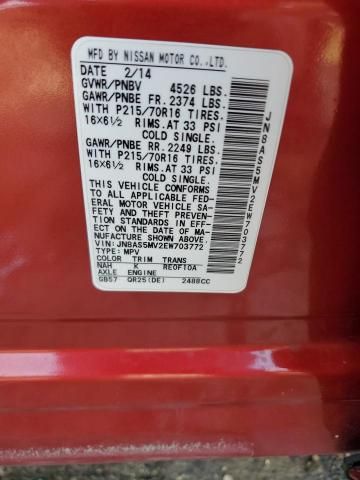 MFD BY NISSAN MOTOR CO.,LTD.
DATE 2/14
GVWR/PNBV 4526 LBS.
GAWR/PNBE FR. 2374 LBS.
WITH P215/70R16 TIRES.
16X6½ RIMS.AT 33 PSI
COLD SINGLE.
GAWR/PNBE RR. 2249 LBS.
WITH P215/70R16 TIRES.
16X6½ RIMS.AT 33 PSI
COLD SINGLE.
THIS VEHICLE CONFORMS
TO ALL APPLICABLE FED-
ERAL MOTOR VEHICLE SA-
FETY AND THEFT PREVEN-
TION STANDARDS IN EFF-
ECT ON THE DATE OF MA-
NUFACTURE SHOWN ABOVE.
VIN:JN8AS5MV2EW703772
TYPE: MPV
COLOR TRIM TRANS
NAH K RE0F10A
AXLE ENGINE
GB57 QR25(DE) 2488CC
JN8AS5MV2EW703772